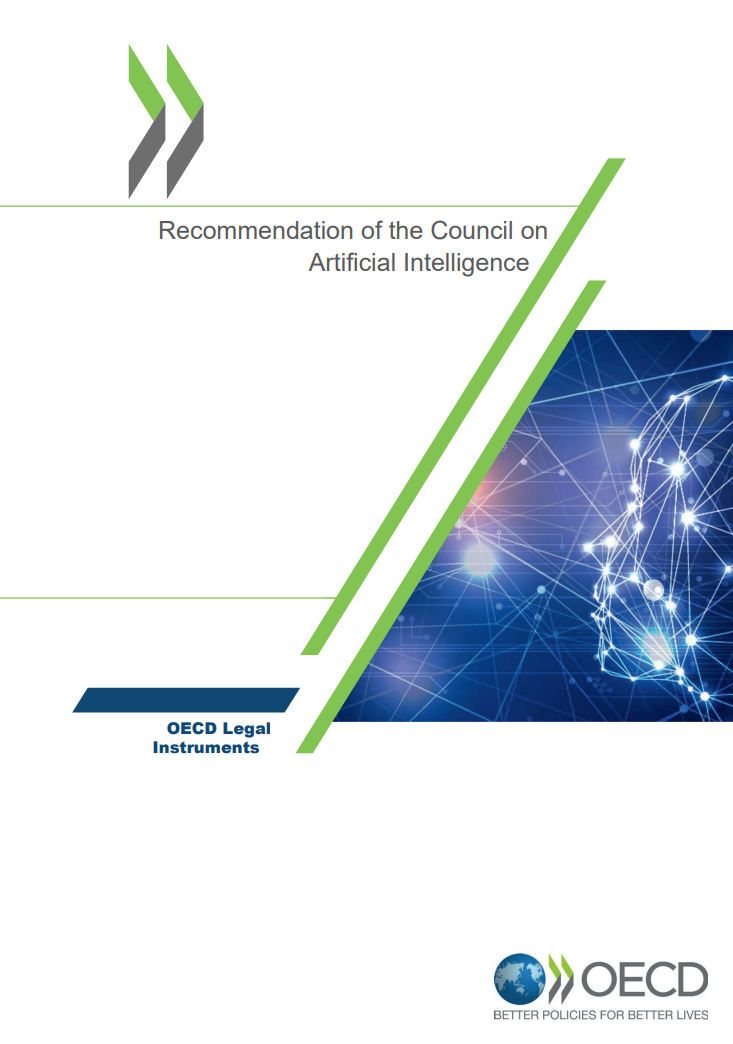 Recommendation of the Council on
Artificial Intelligence
OECD Legal
Instruments
OECD
BETTER POLICIES FOR BETTER LIVES